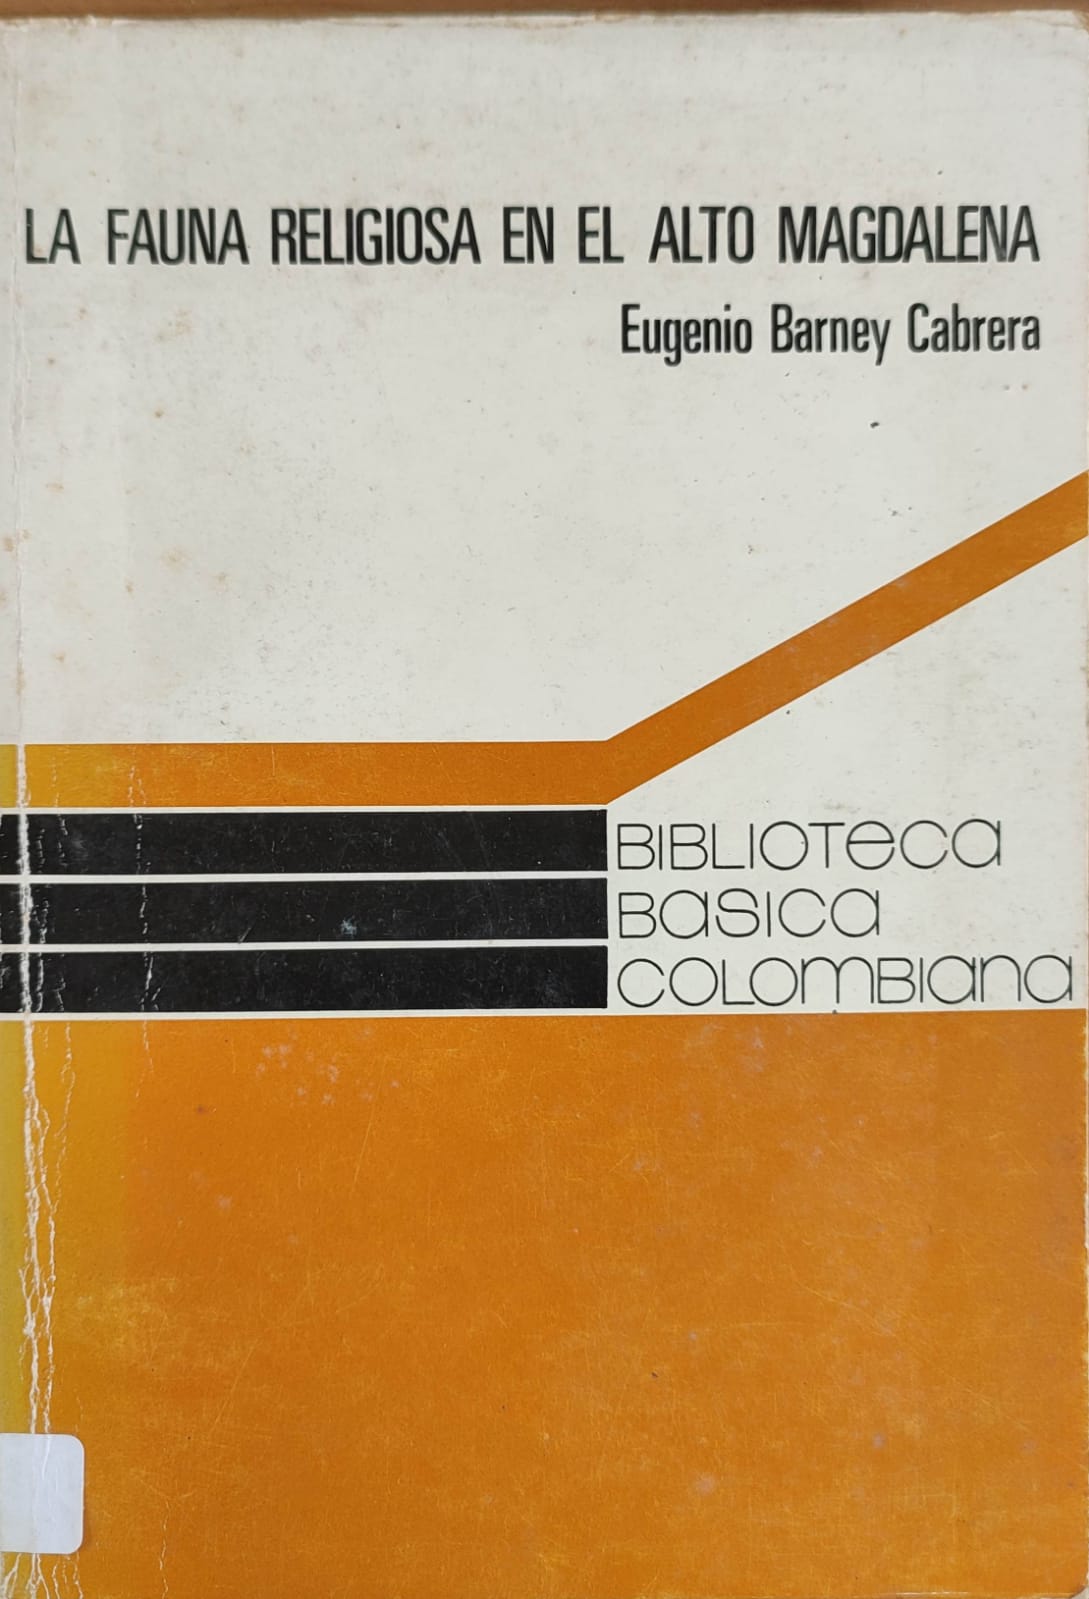 LA FAUNA RELIGIOSA EN EL ALTO MAGDALENA
Eugenio Barney Cabrera
BIBLIOTeca
Basica
COLOMBIana